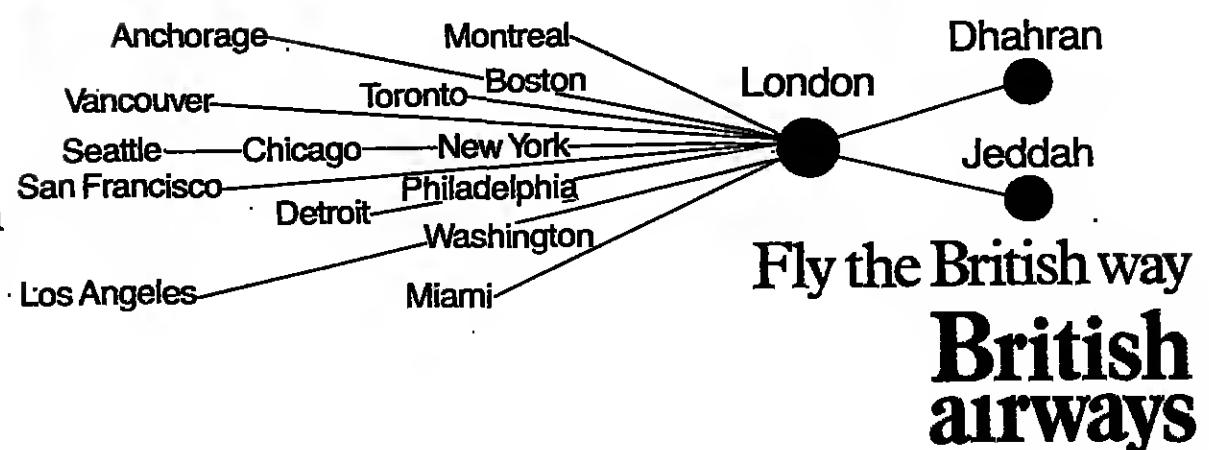 Anchorage
Montreal
Dhahran
Boston
London
Vancouver
Toronto
Seattle
Chicago
New York
Jeddah
San Francisco
Philadelphia
Detroit
Washington
Los Angeles
Miami
Fly the British way
British
airways